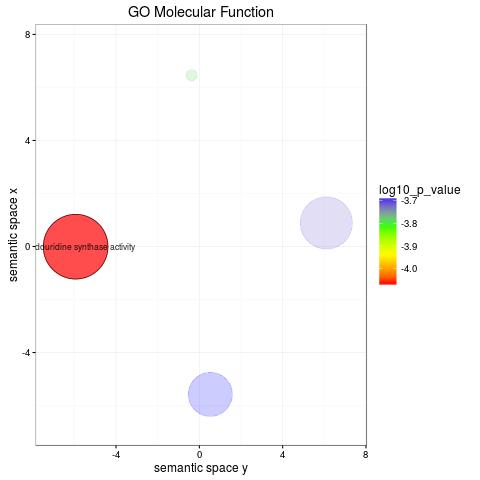 GO Molecular Function
8
4
0
-4
semantic space x
douridine synthase activity
-4
0
4
8
semantic space y
log10_p_value
-3.7
-3.8
-3.9
-4.0